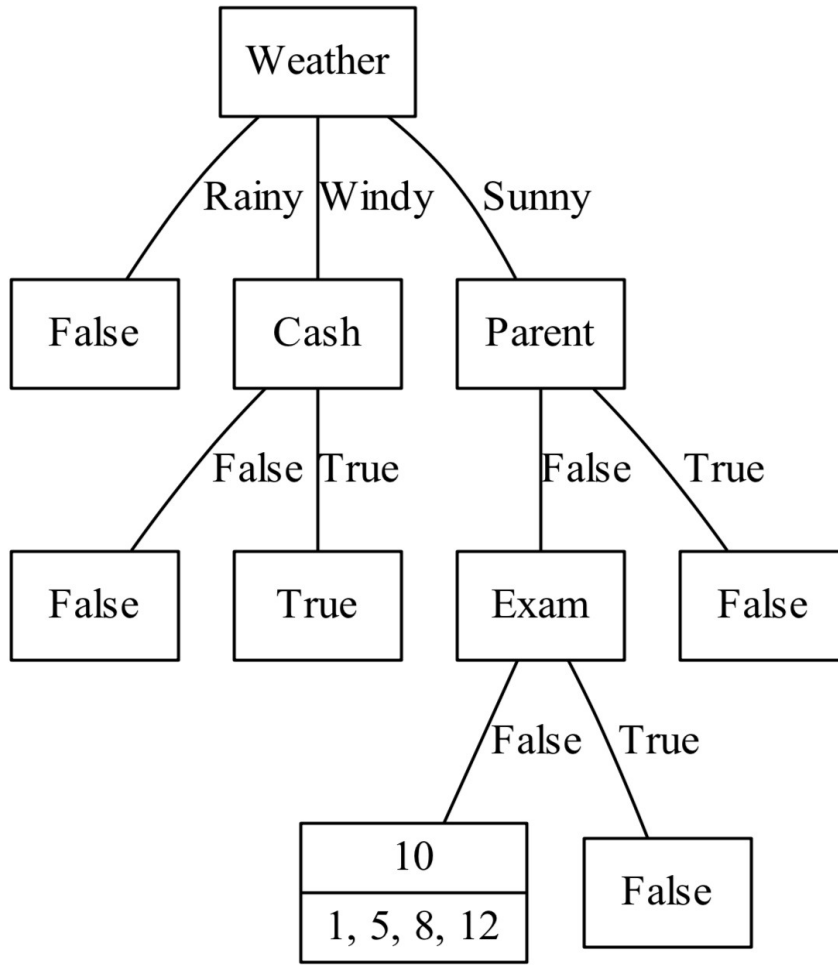 Weather
Rainy Windy Sunny
False Cash Parent
False True False True
False True Exam False
False True
10
1, 5, 8, 12
False